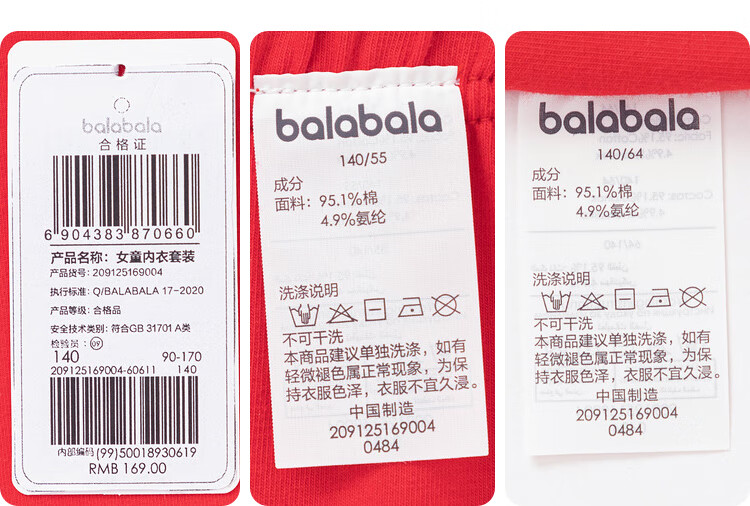 balabala
合格证
6 904383 870660
产品名称：女童内衣套装
产品货号：209125169004
执行标准：Q/BALABALA 17-2020
产品等级：合格品
安全技术类别：符合GB 31701 A类
检验员：09
140 90-170
209125169004-60611 140
内部编码 (99)50018930619
RMB 169.00
balabala
140/55
成分
面料：95.1%棉
4.9%氨纶
洗涤说明
不可干洗
本商品建议单独洗涤，如有
轻微褪色属正常现象，为保
持衣服色泽，衣服不宜久浸。
中国制造
209125169004
0484
balabala
140/64
成分
面料：95.1%棉
4.9%氨纶
洗涤说明
不可干洗
本商品建议单独洗涤，如有
轻微褪色属正常现象，为保
持衣服色泽，衣服不宜久浸。
中国制造
209125169004
0484